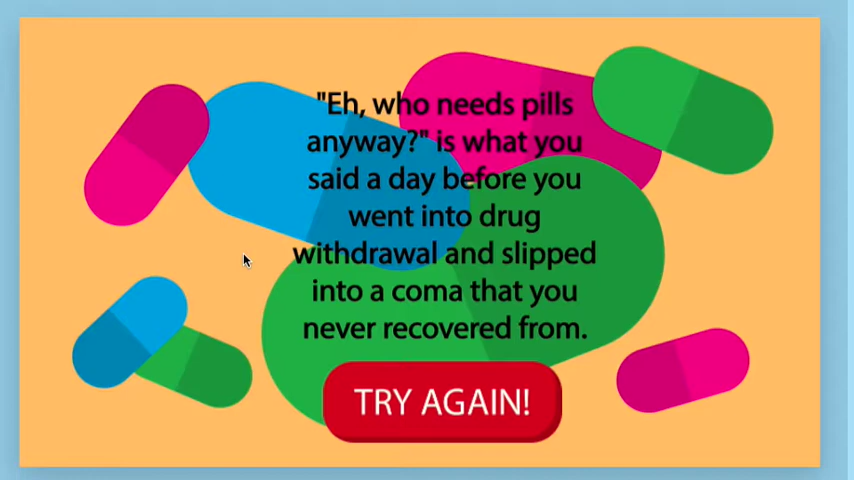 "Eh, who needs pills
anyway?" is what you
said a day before you
went into drug
withdrawal and slipped
into a coma that you
never recovered from.
TRY AGAIN!